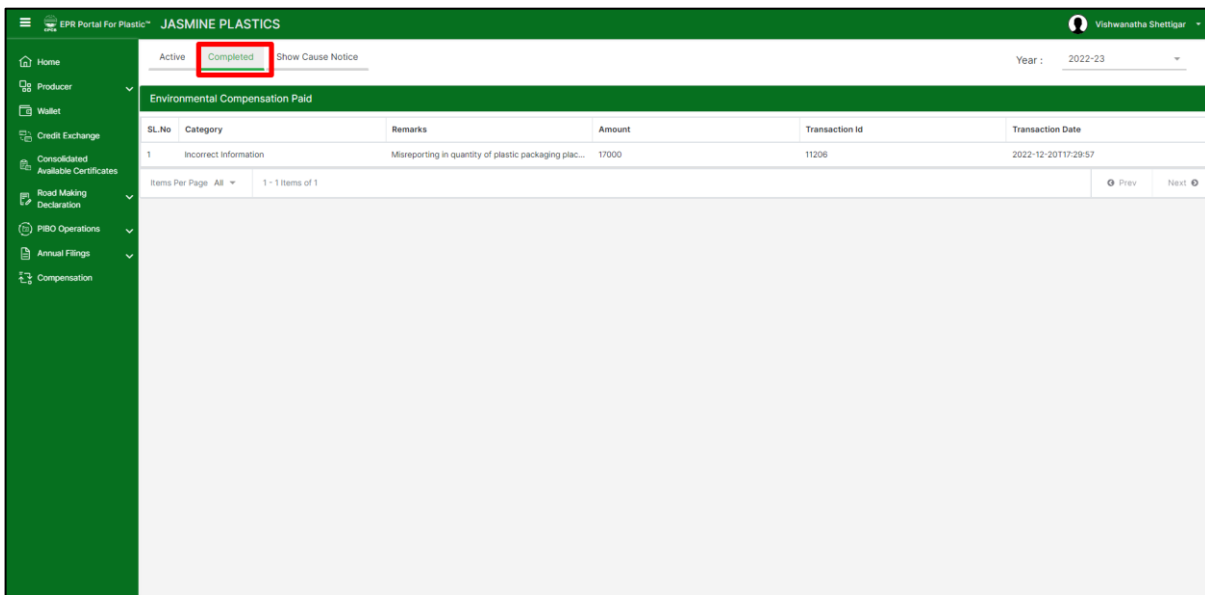 EPR Portal For Plastic™ JASMINE PLASTICS Vishwanatha Shettigar
Home
Producer
Wallet
Credit Exchange
Consolidated
Available Certificates
Road Making
Declaration
PIBO Operations
Annual Filings
Compensation
Active Completed Show Cause Notice Year : 2022-23
Environmental Compensation Paid
SL.No Category Remarks Amount Transaction Id Transaction Date
1 Incorrect Information Misreporting in quantity of plastic packaging plac... 17000 11206 2022-12-20T17:29:57
Items Per Page All 1 - 1 Items of 1 Prev Next